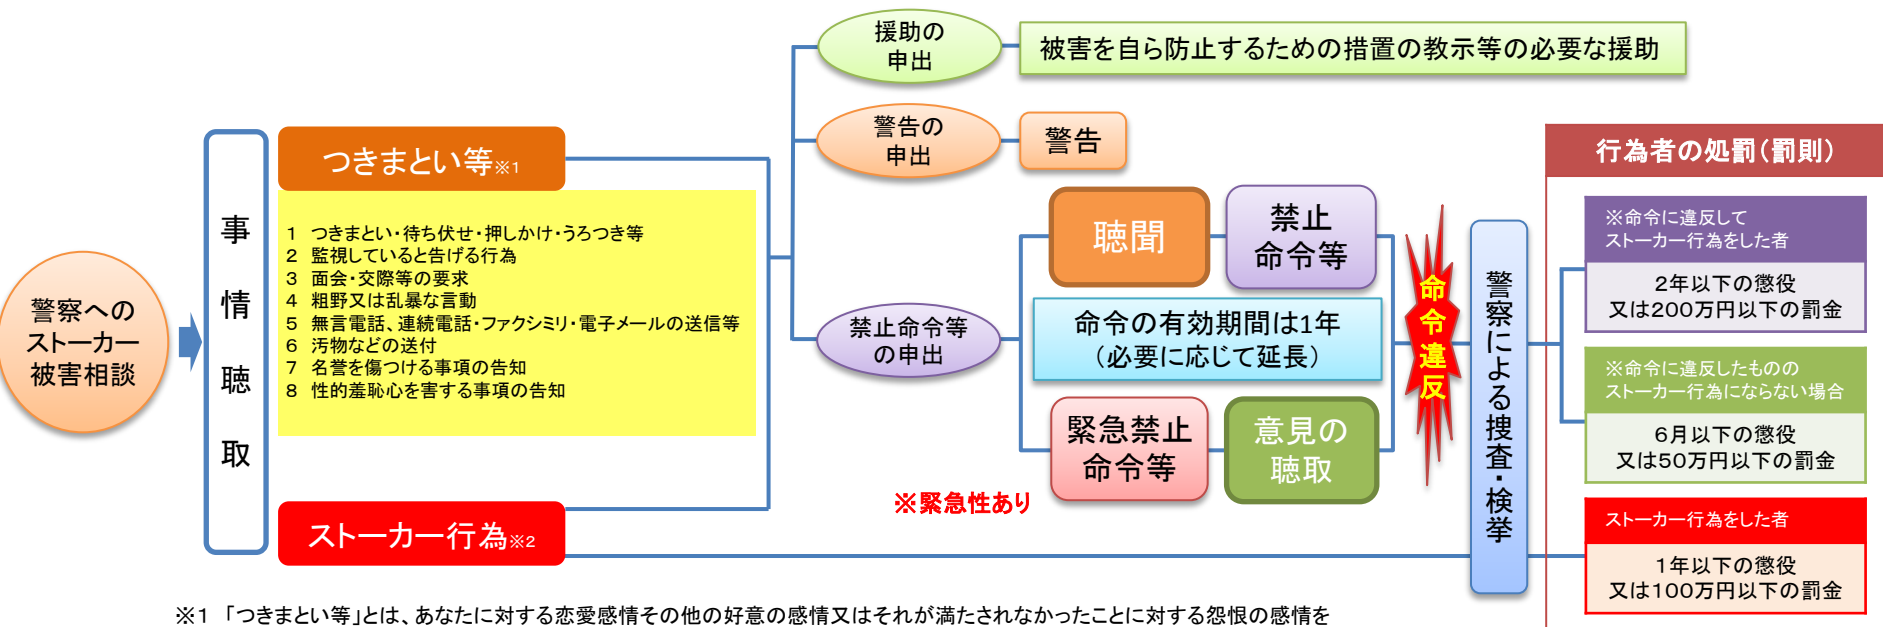 警察への
ストーカー
被害相談
事情聴取
つきまとい等※1
1 つきまとい・待ち伏せ・押しかけ・うろつき等
2 監視していると告げる行為
3 面会・交際等の要求
4 粗野又は乱暴な言動
5 無言電話、連続電話・ファクシミリ・電子メールの送信等
6 汚物などの送付
7 名誉を傷つける事項の告知
8 性的羞恥心を害する事項の告知
ストーカー行為※2
援助の
申出
被害を自ら防止するための措置の教示等の必要な援助
警告の
申出
警告
禁止命令等
の申出
聴聞
禁止
命令等
命令の有効期間は1年
（必要に応じて延長）
緊急禁止
命令等
意見の
聴取
※緊急性あり
命令違反
警察による捜査・検挙
行為者の処罰（罰則）
※命令に違反して
ストーカー行為をした者
2年以下の懲役
又は200万円以下の罰金
※命令に違反したものの
ストーカー行為にならない場合
6月以下の懲役
又は50万円以下の罰金
ストーカー行為をした者
1年以下の懲役
又は100万円以下の罰金
※1 「つきまとい等」とは、あなたに対する恋愛感情その他の好意の感情又はそれが満たされなかったことに対する怨恨の感情を